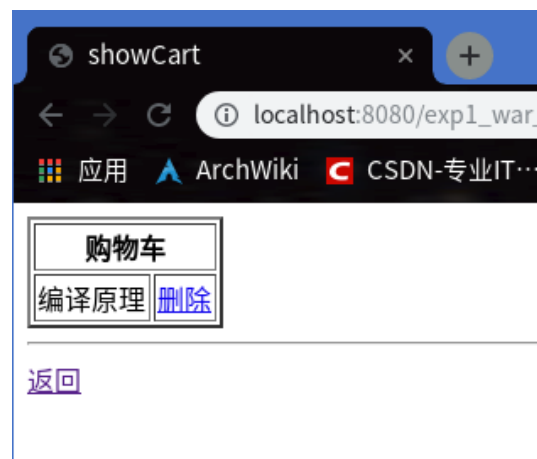 showCart
localhost:8080/exp1_war_
应用 ArchWiki CSDN-专业IT…
购物车
编译原理 删除
返回